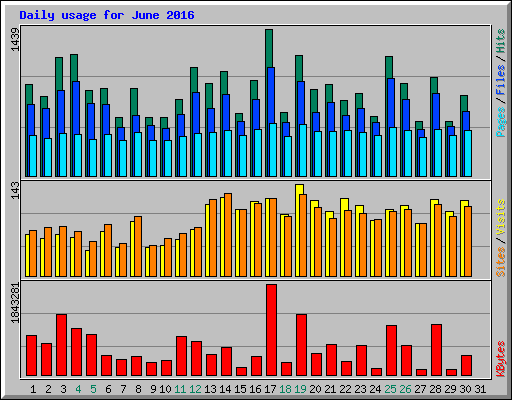 Daily usage for June 2016
1439
Pages / Files / Hits
143
Sites / Visits
1843281
KBytes
1 2 3 4 5 6 7 8 9 10 11 12 13 14 15 16 17 18 19 20 21 22 23 24 25 26 27 28 29 30 31